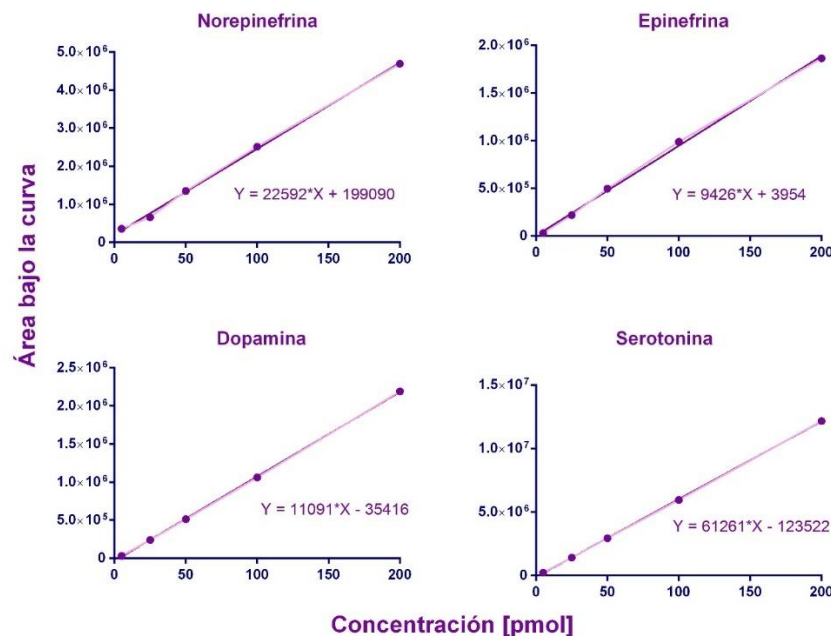 Norepinefrina
5.0×10⁶
4.0×10⁶
3.0×10⁶
2.0×10⁶
1.0×10⁶
0
Y = 22592*X + 199090
0 50 100 150 200
Epinefrina
2.0×10⁶
1.5×10⁶
1.0×10⁶
5.0×10⁵
0
Y = 9426*X + 3954
0 50 100 150 200
Área bajo la curva
Dopamina
2.5×10⁶
2.0×10⁶
1.5×10⁶
1.0×10⁶
5.0×10⁵
0
Y = 11091*X - 35416
0 50 100 150 200
Serotonina
1.5×10⁷
1.0×10⁷
5.0×10⁶
0
Y = 61261*X - 123522
0 50 100 150 200
Concentración [pmol]